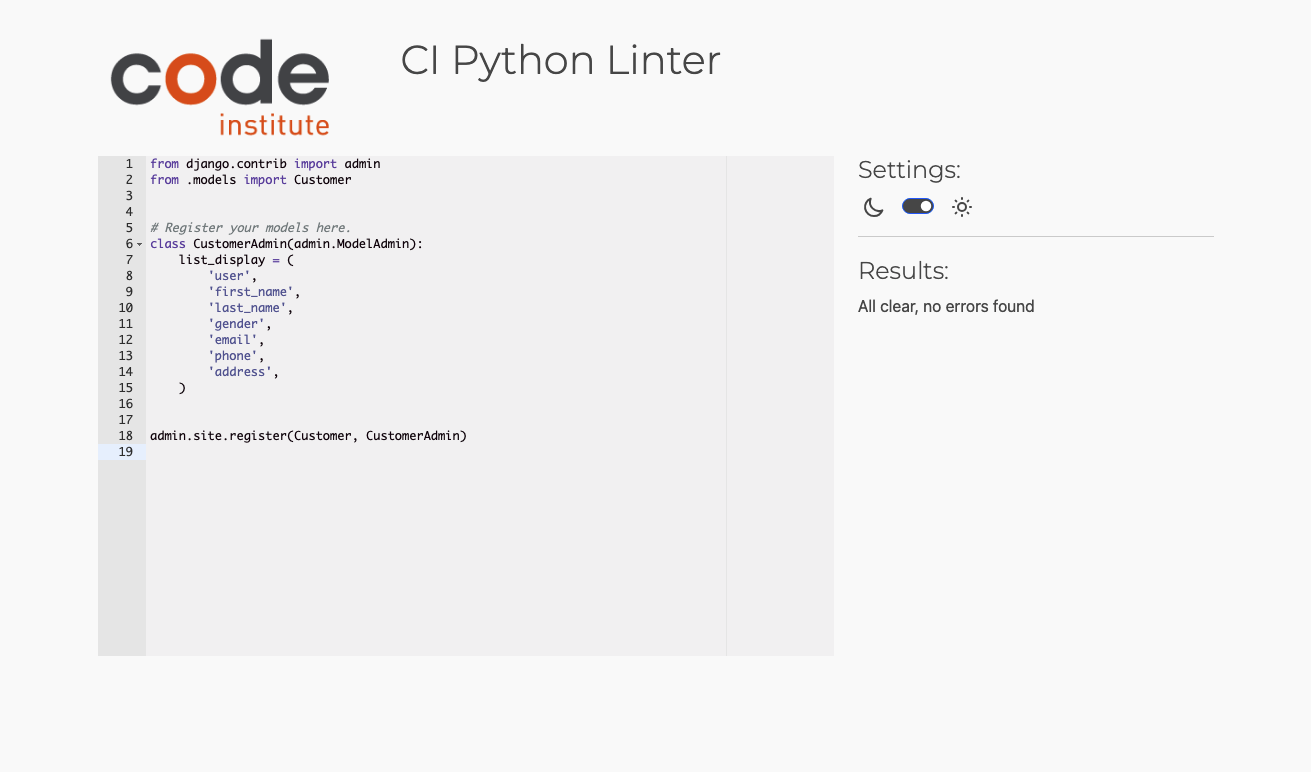 code
institute
CI Python Linter
1 from django.contrib import admin
2 from .models import Customer
3
4
5 # Register your models here.
6 class CustomerAdmin(admin.ModelAdmin):
7     list_display = (
8         'user',
9         'first_name',
10         'last_name',
11         'gender',
12         'email',
13         'phone',
14         'address',
15     )
16
17
18 admin.site.register(Customer, CustomerAdmin)
19
Settings:
Results:
All clear, no errors found